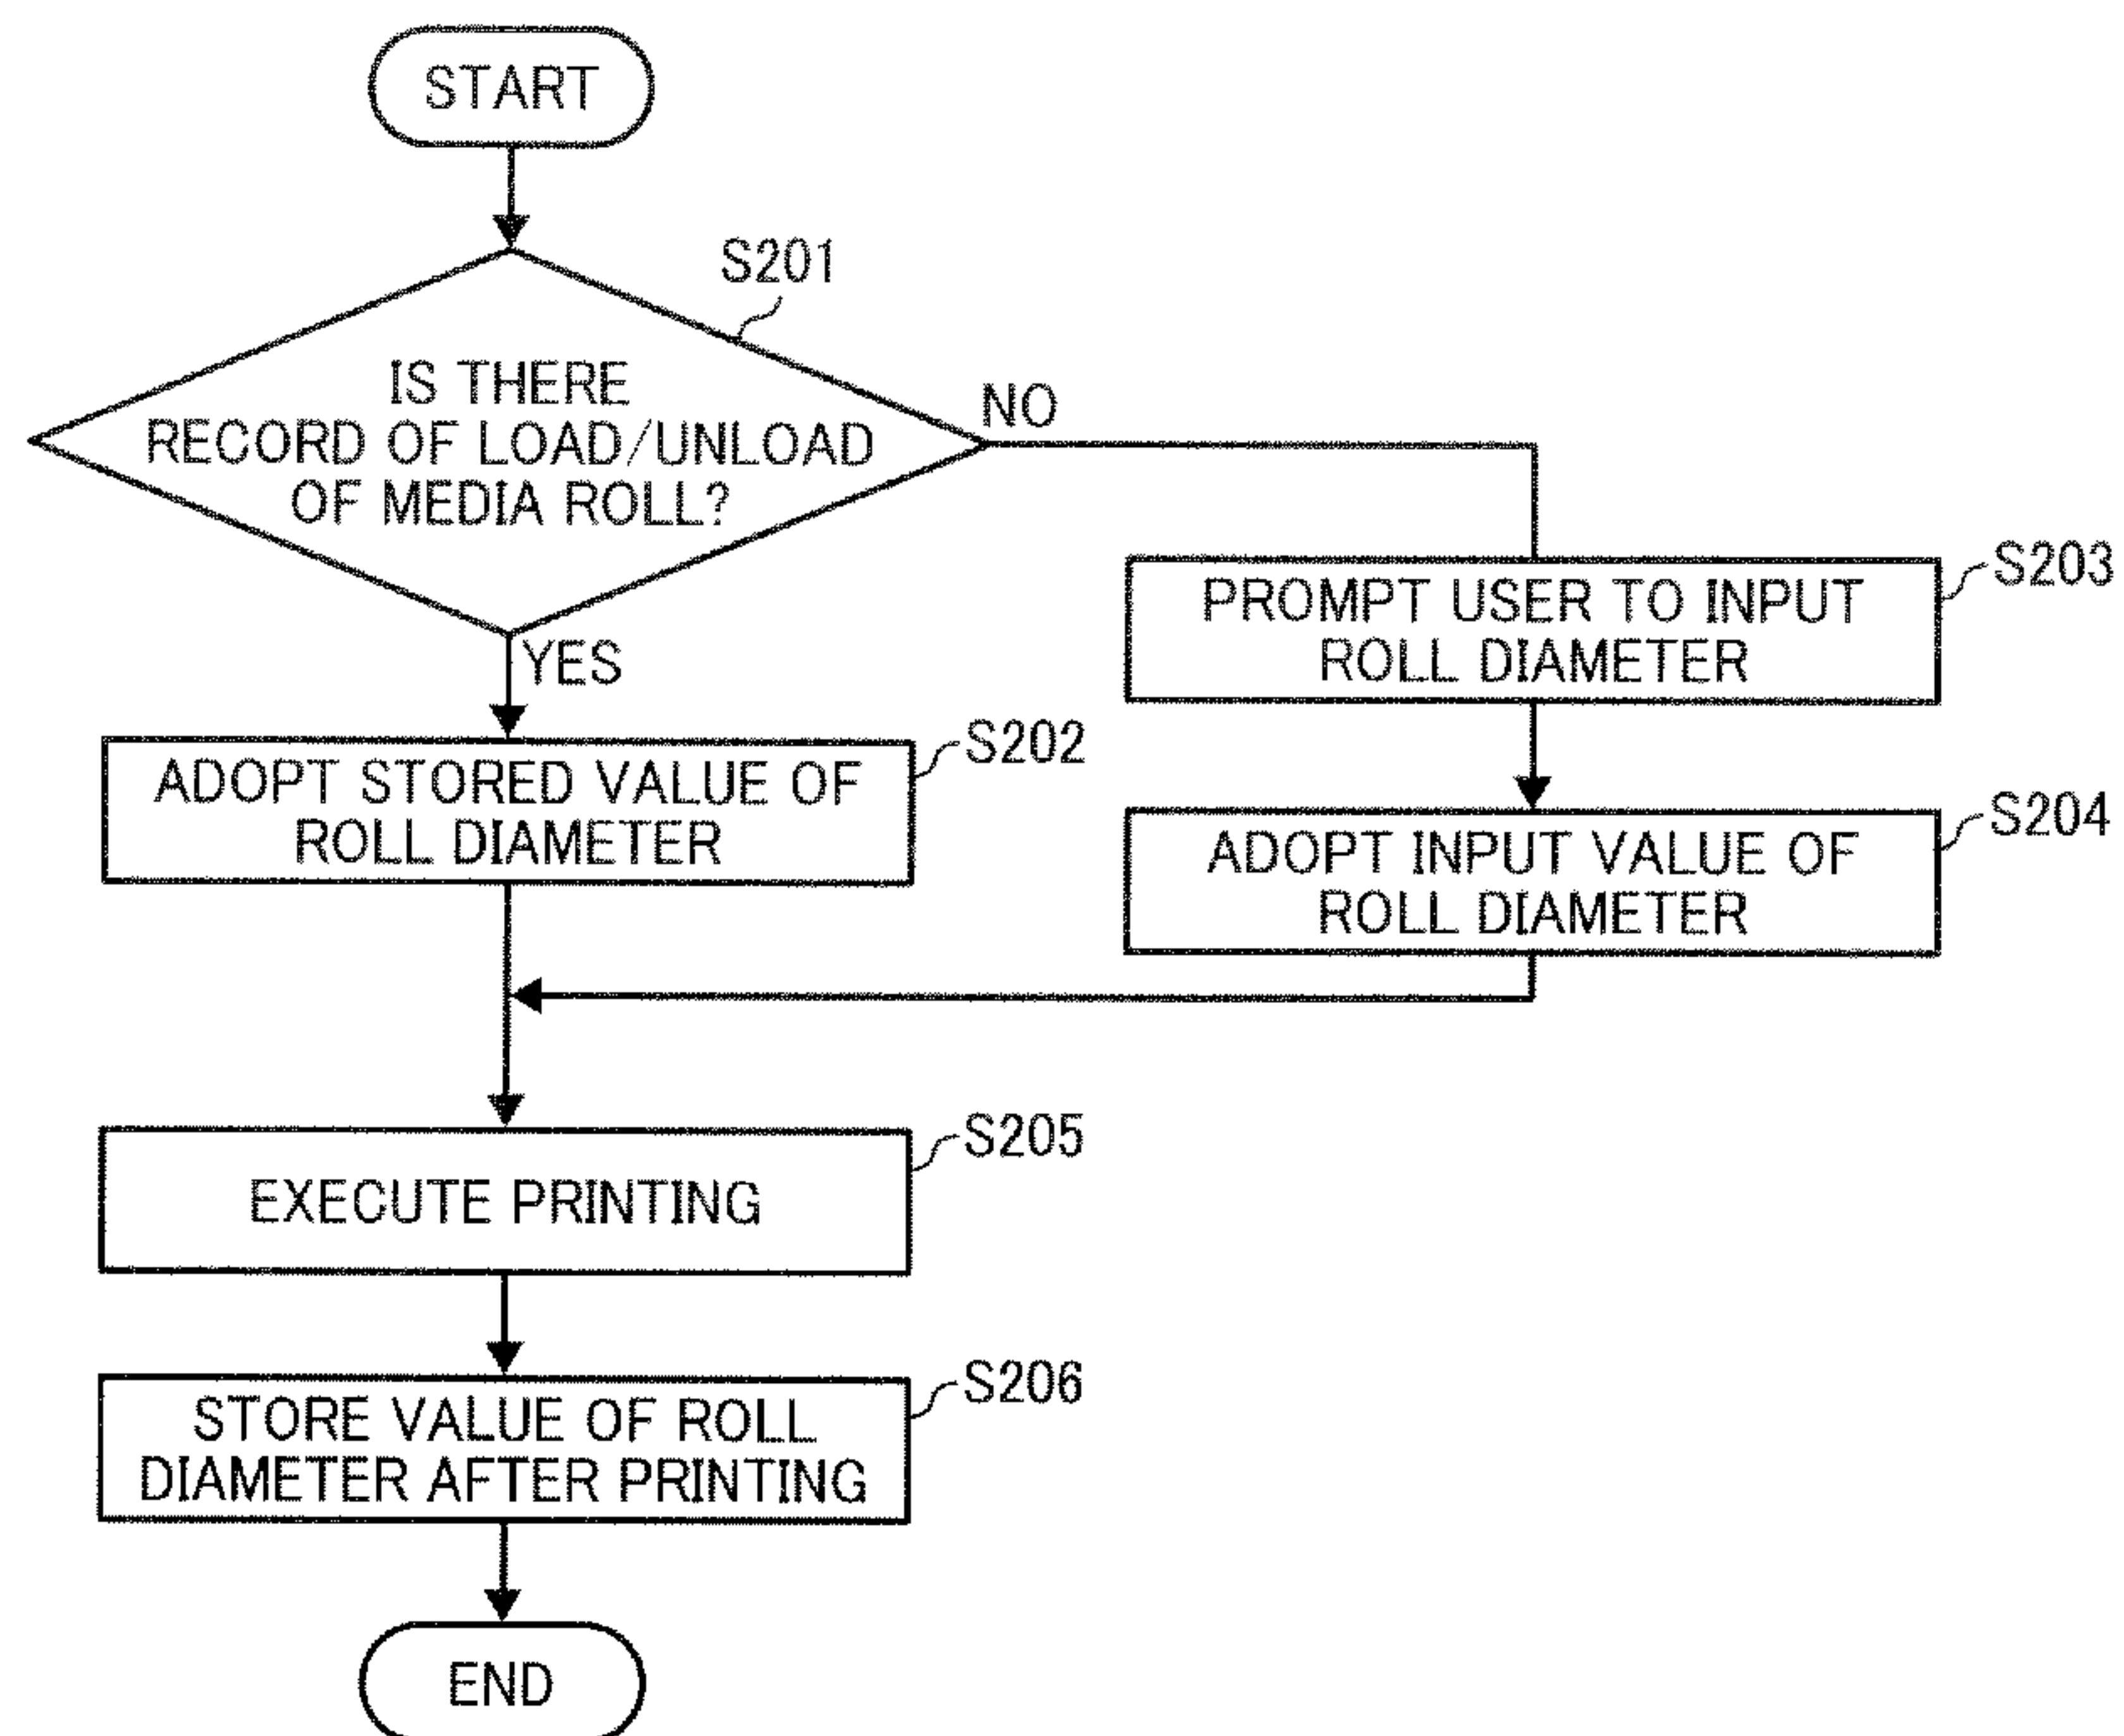 START
S201
IS THERE
RECORD OF LOAD/UNLOAD
OF MEDIA ROLL?
NO
YES
S203
PROMPT USER TO INPUT
ROLL DIAMETER
S202
ADOPT STORED VALUE OF
ROLL DIAMETER
S204
ADOPT INPUT VALUE OF
ROLL DIAMETER
S205
EXECUTE PRINTING
S206
STORE VALUE OF ROLL
DIAMETER AFTER PRINTING
END